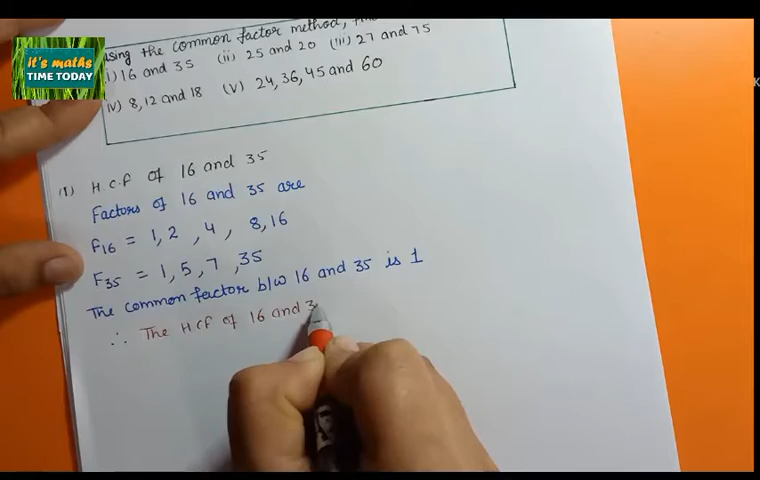 it's maths
TIME TODAY
using the common factor method,
i) 16 and 35 (ii) 25 and 20 (iii) 27 and 75
iv) 8, 12 and 18 (v) 24, 36, 45 and 60
(1) H.C.F of 16 and 35
Factors of 16 and 35 are
F16 = 1, 2 , 4 , 8, 16
F35 = 1, 5, 7 , 35
The common factor b/w 16 and 35 is 1
∴ The HCF of 16 and 3